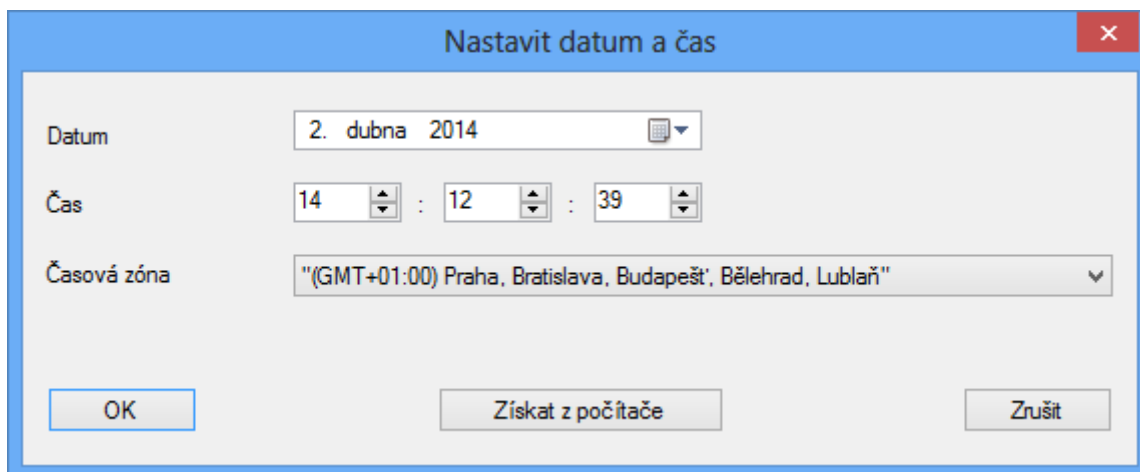 Nastavit datum a čas
Datum 2. dubna 2014
Čas 14 : 12 : 39
Časová zóna "(GMT+01:00) Praha, Bratislava, Budapešť, Bělehrad, Lublaň"
OK Získat z počítače Zrušit